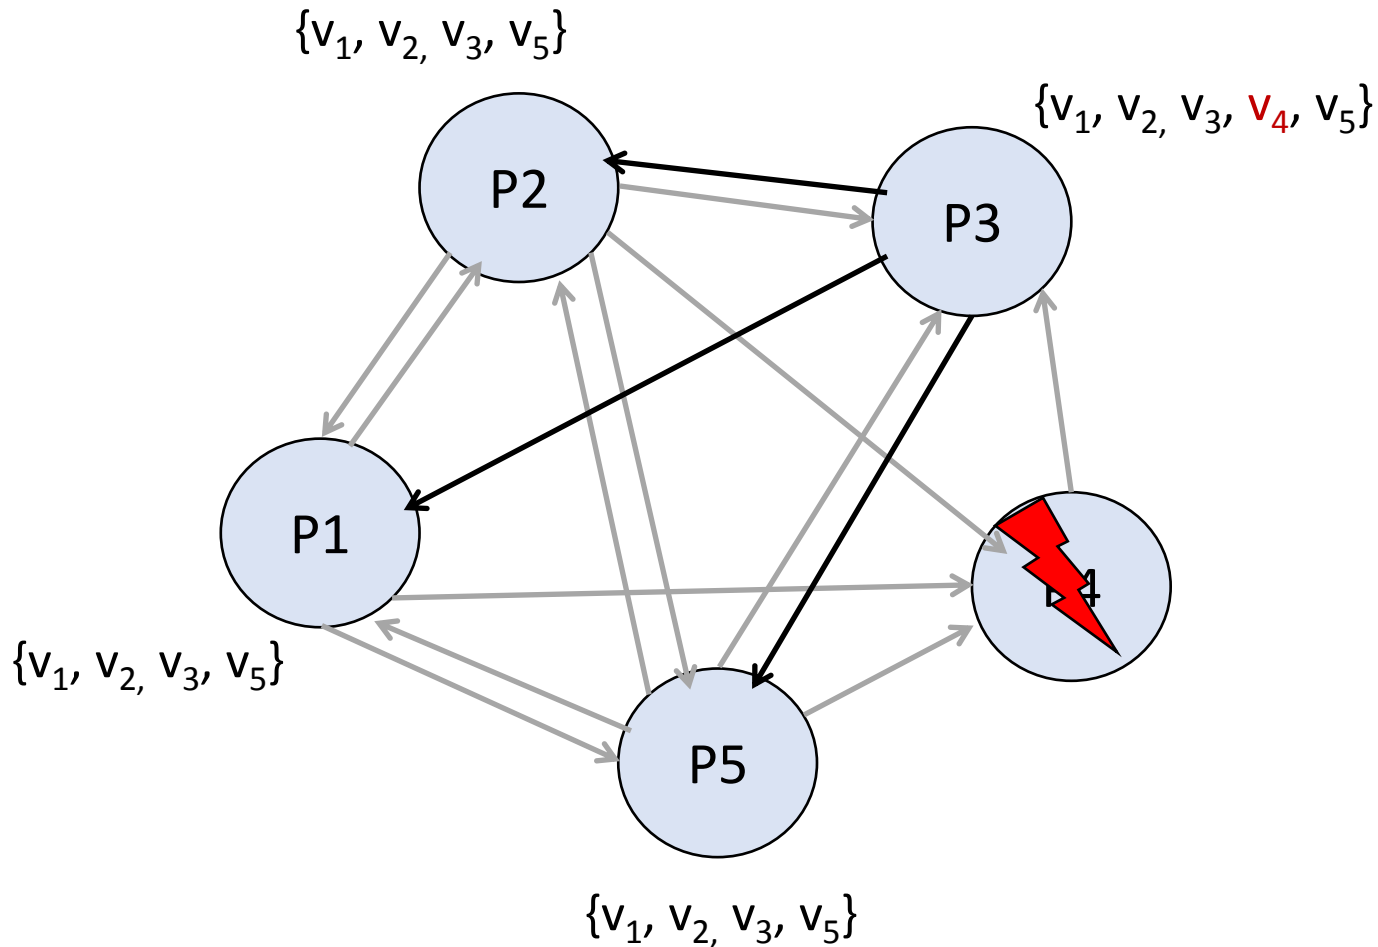 {v₁, v₂, v₃, v₅}
{v₁, v₂, v₃, v₄, v₅}
P2
P3
P1
{v₁, v₂, v₃, v₅}
P5
{v₁, v₂, v₃, v₅}